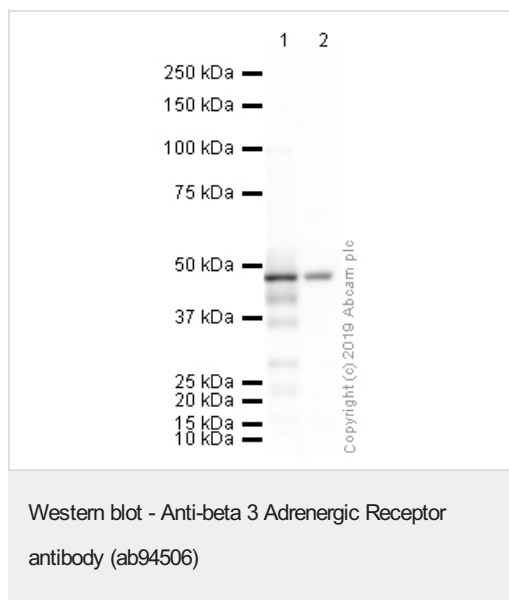 1 2
250 kDa
150 kDa
100 kDa
75 kDa
50 kDa
37 kDa
25 kDa
20 kDa
15 kDa
10 kDa
Copyright (c) 2019 Abcam plc
Western blot - Anti-beta 3 Adrenergic Receptor
antibody (ab94506)